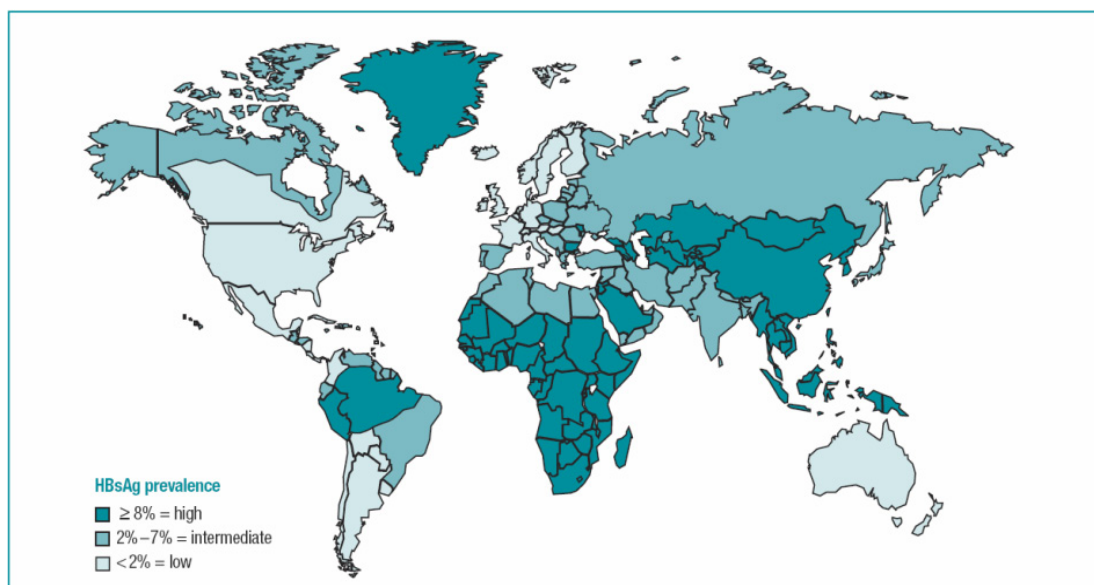 HBsAg prevalence
≥ 8% = high
2%–7% = intermediate
<2% = low